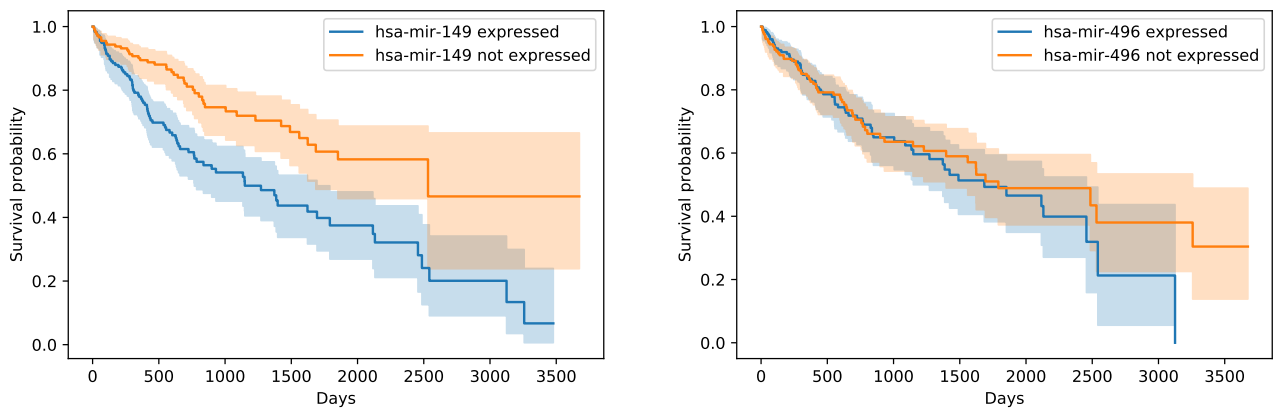 hsa-mir-149 expressed
hsa-mir-149 not expressed
1.0
0.8
0.6
0.4
0.2
0.0
Survival probability
0 500 1000 1500 2000 2500 3000 3500
Days
hsa-mir-496 expressed
hsa-mir-496 not expressed
1.0
0.8
0.6
0.4
0.2
0.0
Survival probability
0 500 1000 1500 2000 2500 3000 3500
Days